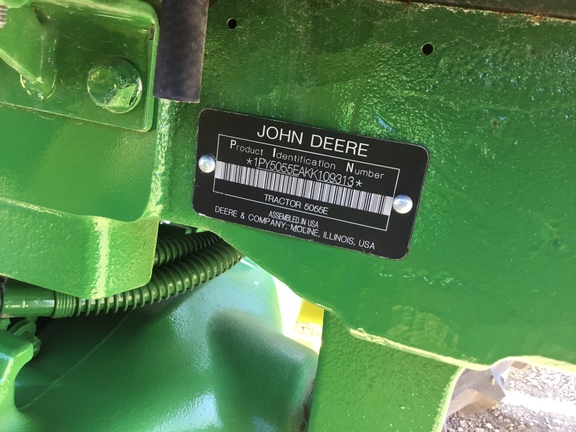 JOHN DEERE
Product Identification Number
*1PY5055EAKK109313*
TRACTOR 5055E
ASSEMBLED IN USA
DEERE & COMPANY, MOLINE, ILLINOIS, USA